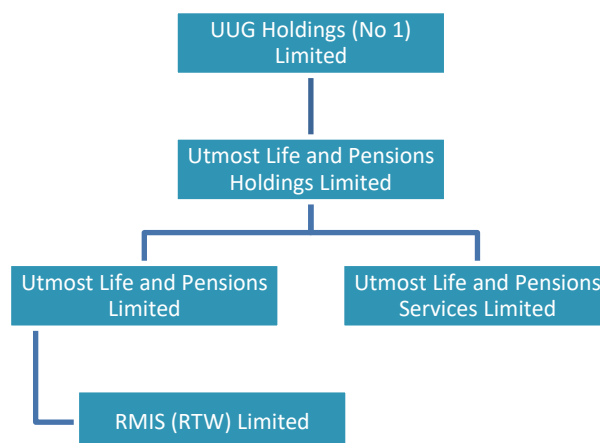 UUG Holdings (No 1)
Limited
Utmost Life and Pensions
Holdings Limited
Utmost Life and Pensions
Limited
Utmost Life and Pensions
Services Limited
RMIS (RTW) Limited